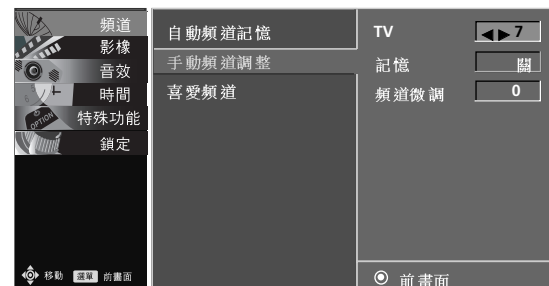 頻道
影像
音效
時間
OPTION 特殊功能
鎖定
移動 選單 前畫面
自動頻道記憶
手動頻道調整
喜愛頻道
TV ◀▶ 7
記憶 關
頻道微調 0
前畫面